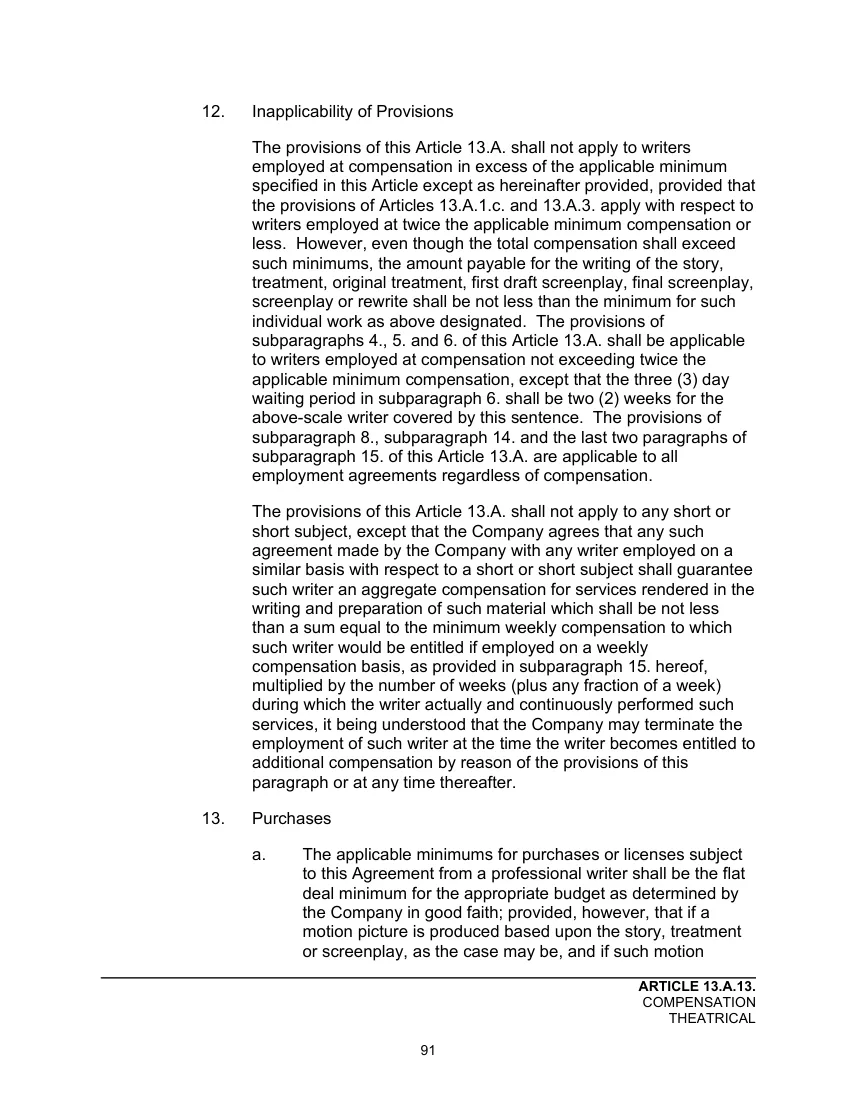 12. Inapplicability of Provisions
The provisions of this Article 13.A. shall not apply to writers
employed at compensation in excess of the applicable minimum
specified in this Article except as hereinafter provided, provided that
the provisions of Articles 13.A.1.c. and 13.A.3. apply with respect to
writers employed at twice the applicable minimum compensation or
less.  However, even though the total compensation shall exceed
such minimums, the amount payable for the writing of the story,
treatment, original treatment, first draft screenplay, final screenplay,
screenplay or rewrite shall be not less than the minimum for such
individual work as above designated.  The provisions of
subparagraphs 4., 5. and 6. of this Article 13.A. shall be applicable
to writers employed at compensation not exceeding twice the
applicable minimum compensation, except that the three (3) day
waiting period in subparagraph 6. shall be two (2) weeks for the
above-scale writer covered by this sentence.  The provisions of
subparagraph 8., subparagraph 14. and the last two paragraphs of
subparagraph 15. of this Article 13.A. are applicable to all
employment agreements regardless of compensation.
The provisions of this Article 13.A. shall not apply to any short or
short subject, except that the Company agrees that any such
agreement made by the Company with any writer employed on a
similar basis with respect to a short or short subject shall guarantee
such writer an aggregate compensation for services rendered in the
writing and preparation of such material which shall be not less
than a sum equal to the minimum weekly compensation to which
such writer would be entitled if employed on a weekly
compensation basis, as provided in subparagraph 15. hereof,
multiplied by the number of weeks (plus any fraction of a week)
during which the writer actually and continuously performed such
services, it being understood that the Company may terminate the
employment of such writer at the time the writer becomes entitled to
additional compensation by reason of the provisions of this
paragraph or at any time thereafter.
13. Purchases
a. The applicable minimums for purchases or licenses subject
to this Agreement from a professional writer shall be the flat
deal minimum for the appropriate budget as determined by
the Company in good faith; provided, however, that if a
motion picture is produced based upon the story, treatment
or screenplay, as the case may be, and if such motion
ARTICLE 13.A.13.
COMPENSATION
THEATRICAL
91